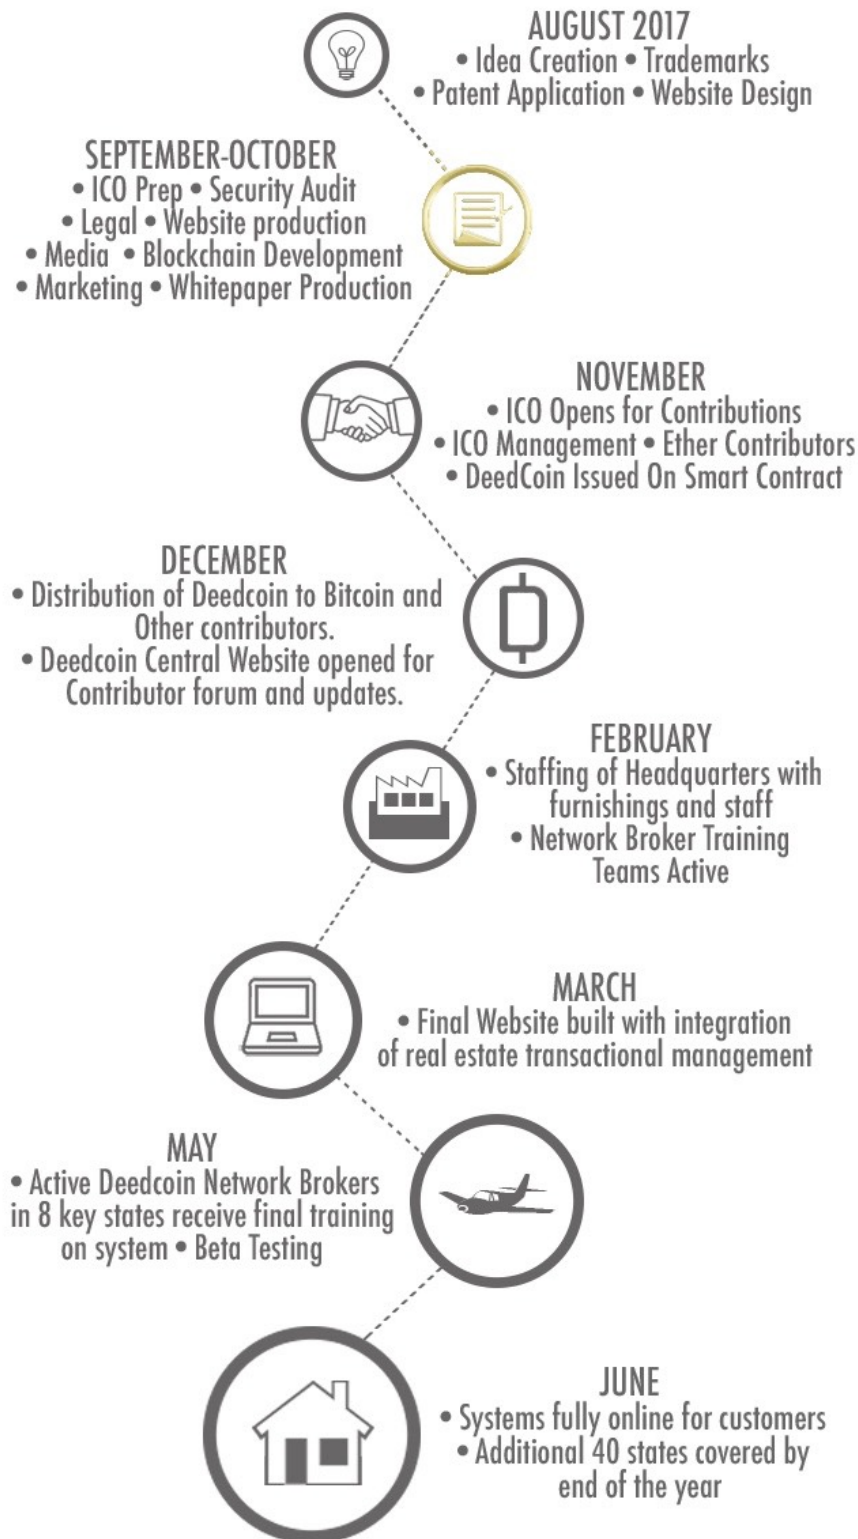 AUGUST 2017
• Idea Creation • Trademarks
• Patent Application • Website Design
SEPTEMBER-OCTOBER
• ICO Prep • Security Audit
• Legal • Website production
• Media • Blockchain Development
• Marketing • Whitepaper Production
NOVEMBER
• ICO Opens for Contributions
• ICO Management • Ether Contributors
• DeedCoin Issued On Smart Contract
DECEMBER
• Distribution of Deedcoin to Bitcoin and
Other contributors.
• Deedcoin Central Website opened for
Contributor forum and updates.
FEBRUARY
• Staffing of Headquarters with
furnishings and staff
• Network Broker Training
Teams Active
MARCH
• Final Website built with integration
of real estate transactional management
MAY
• Active Deedcoin Network Brokers
in 8 key states receive final training
on system • Beta Testing
JUNE
• Systems fully online for customers
• Additional 40 states covered by
end of the year